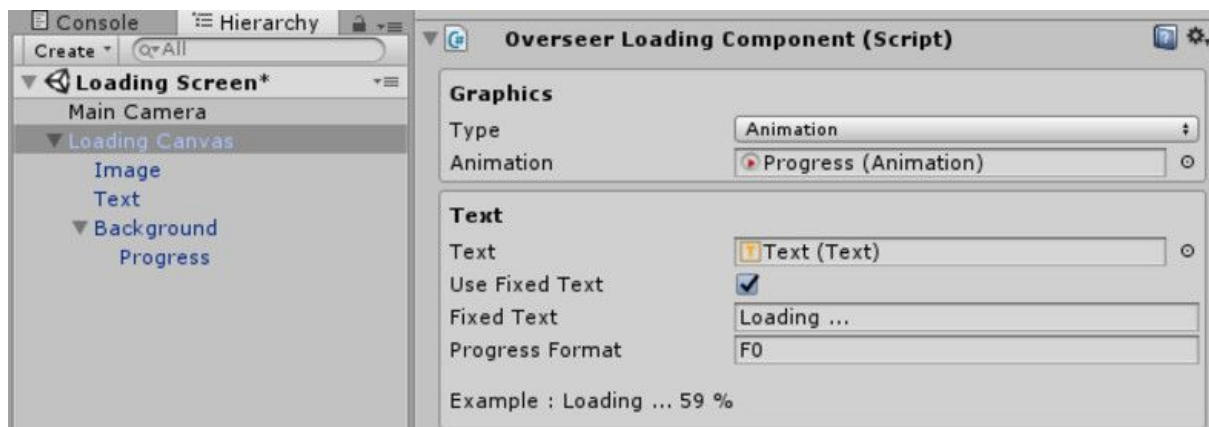 Console
Hierarchy
Create
All
Loading Screen*
Main Camera
Loading Canvas
Image
Text
Background
Progress
Overseer Loading Component (Script)
Graphics
Type Animation
Animation Progress (Animation)
Text
Text Text (Text)
Use Fixed Text
Fixed Text Loading ...
Progress Format F0
Example : Loading ... 59 %